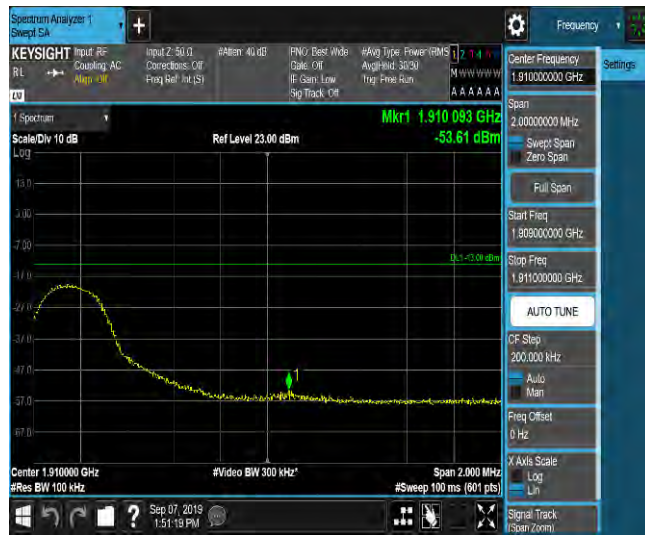 Spectrum Analyzer 1
Swept SA
Frequency
KEYSIGHT
RL
Input: RF
Coupling: AC
Align: Off
Input Z: 50 Ω
Corrections: Off
Freq Ref: Int (S)
#Atten: 40 dB
PNO: Best Wide
Gate: Off
IF Gain: Low
Sig Track: Off
#Avg Type: Power (RMS
Avg|Hold: 30/30
Trig: Free Run
M W W W W W
A A A A A A
Center Frequency
1.910000000 GHz
Settings
Span
2.00000000 MHz
Swept Span
Zero Span
Full Span
Start Freq
1.909000000 GHz
Stop Freq
1.911000000 GHz
AUTO TUNE
CF Step
200.000 kHz
Auto
Man
Freq Offset
0 Hz
X Axis Scale
Log
Lin
Signal Track
(Span Zoom)
1 Spectrum
Scale/Div 10 dB
Log
Ref Level 23.00 dBm
Mkr1 1.910 093 GHz
-53.61 dBm
13.0
3.00
-7.00
DL1 -13.00 dBm
-17.0
-27.0
-37.0
-47.0
1
-57.0
-67.0
Center 1.910000 GHz
#Video BW 300 kHz*
Span 2.000 MHz
#Res BW 100 kHz
#Sweep 100 ms (601 pts)
?
Sep 07, 2019
1:51:19 PM